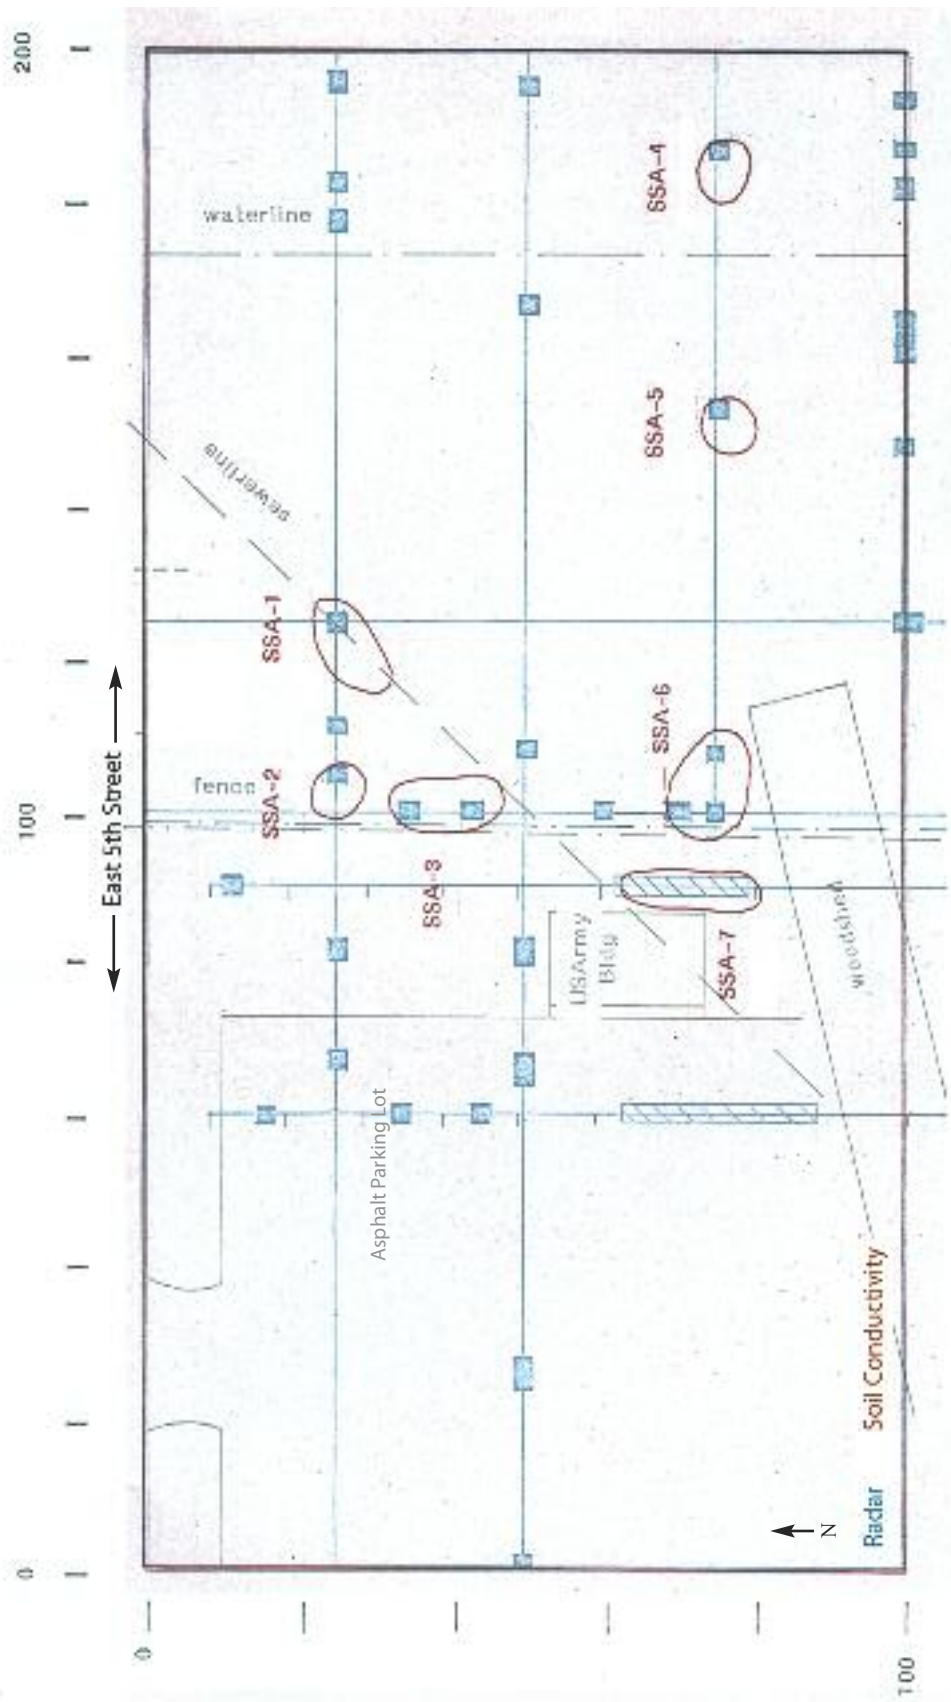 0
100
200
East 5th Street
waterline
sewerline
fence
SSA-1
SSA-2
SSA-3
SSA-4
SSA-5
SSA-6
SSA-7
USArmy
Bldg
woodshed
Asphalt Parking Lot
Radar
Soil Conductivity
N
0
100